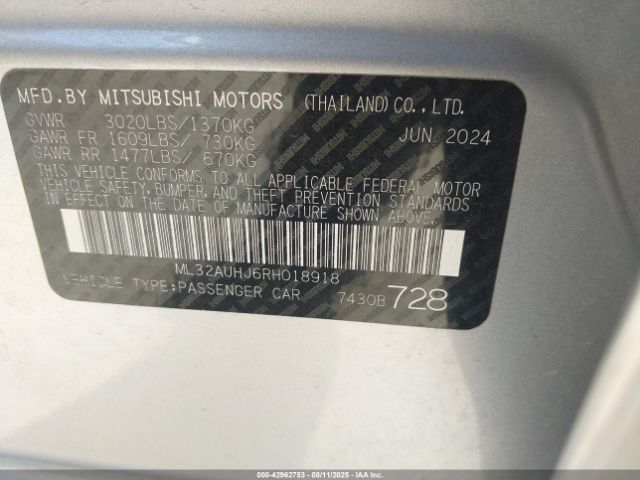 MFD.BY MITSUBISHI MOTORS (THAILAND)CO.,LTD.
GVWR 3020LBS/1370KG JUN 2024
GAWR FR 1609LBS/ 730KG
GAWR RR 1477LBS/ 670KG
THIS VEHICLE CONFORMS TO ALL APPLICABLE FEDERAL MOTOR
VEHICLE SAFETY,BUMPER,AND THEFT PREVENTION STANDARDS
IN EFFECT ON THE DATE OF MANUFACTURE SHOWN ABOVE.
ML32AUHJ6RH018918
VEHICLE TYPE:PASSENGER CAR 7430B 728
000-42962753 - 08/11/2025 - IAAI.COM